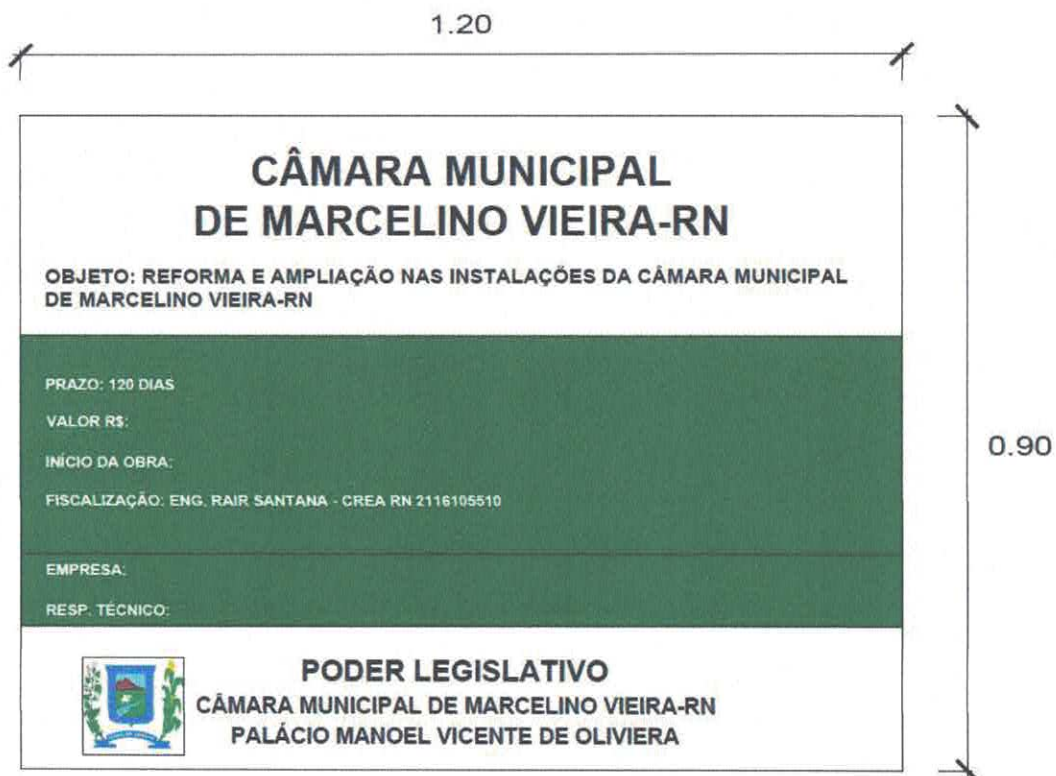 1.20
CÂMARA MUNICIPAL
DE MARCELINO VIEIRA-RN
OBJETO: REFORMA E AMPLIAÇÃO NAS INSTALAÇÕES DA CÂMARA MUNICIPAL
DE MARCELINO VIEIRA-RN
PRAZO: 120 DIAS
VALOR R$:
INÍCIO DA OBRA:
FISCALIZAÇÃO: ENG. RAIR SANTANA - CREA RN 2116105510
0.90
EMPRESA:
RESP. TÉCNICO:
PODER LEGISLATIVO
CÂMARA MUNICIPAL DE MARCELINO VIEIRA-RN
PALÁCIO MANOEL VICENTE DE OLIVIERA